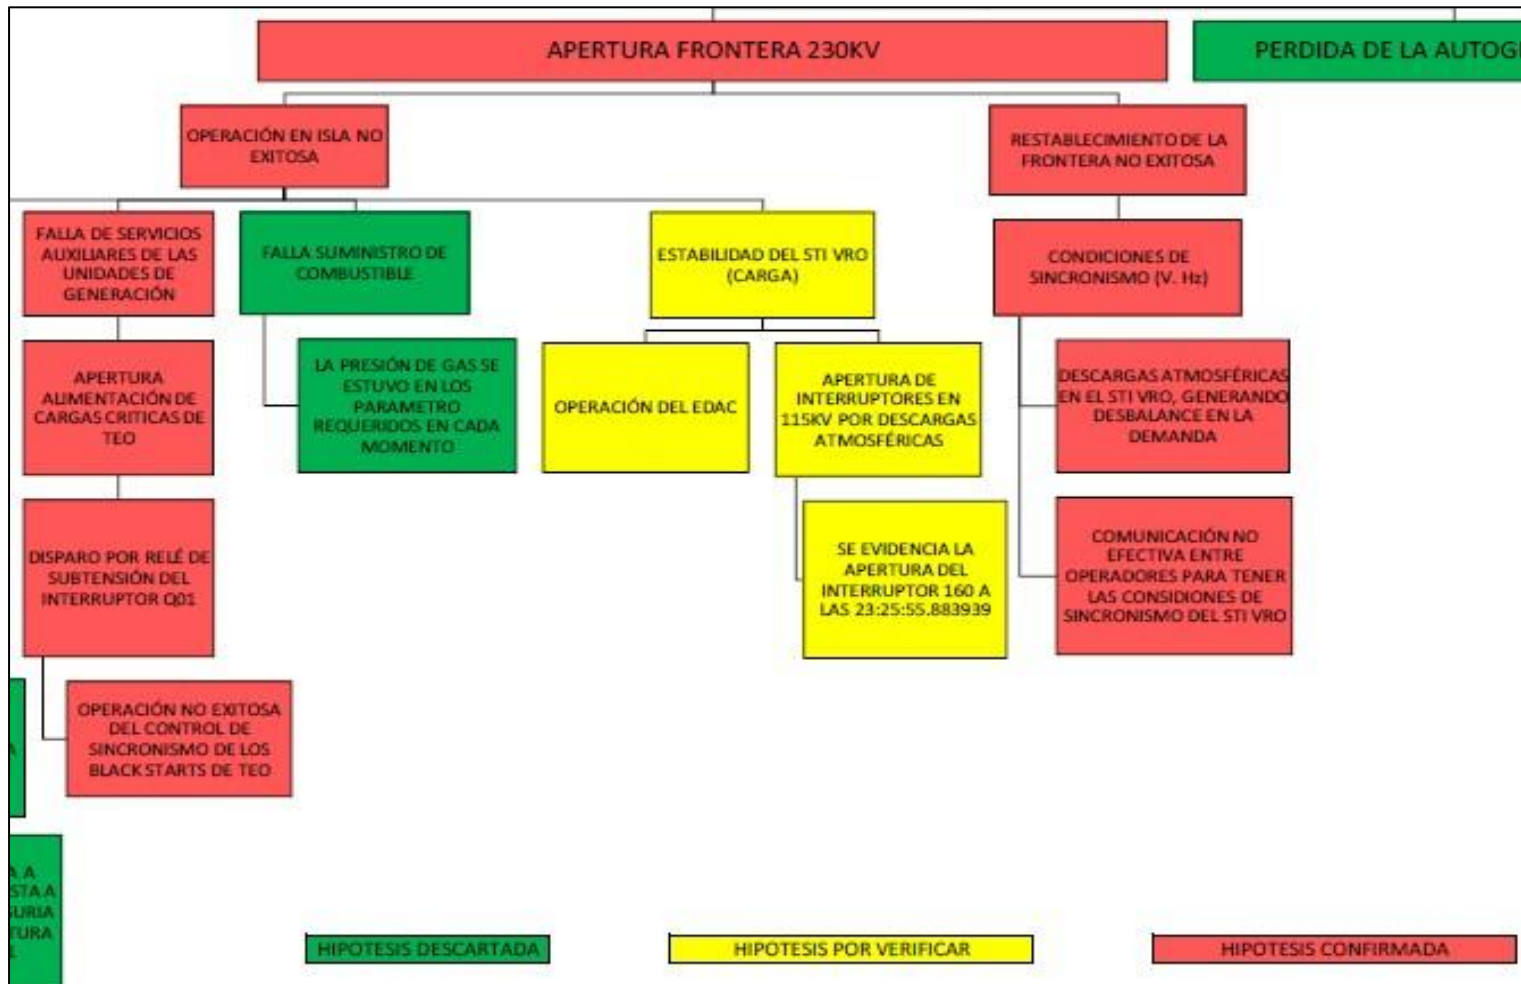 APERTURA FRONTERA 230KV
PERDIDA DE LA
OPERACIÓN EN ISLA NO
EXITOSA
RESTABLECIMIENTO DE LA
FRONTERA NO EXITOSA
FALLA DE SERVICIOS
AUXILIARES DE LAS
UNIDADES DE
GENERACIÓN
FALLA SUMINISTRO DE
COMBUSTIBLE
ESTABILIDAD DEL STI VRO
(CARGA)
CONDICIONES DE
SINCRONISMO (V. Hz)
APERTURA
ALIMENTACIÓN DE
CARGAS CRITICAS DE
TEO
LA PRESIÓN DE GAS SE
ESTUVO EN LOS
PARAMETRO
REQUERIDOS EN CADA
MOMENTO
OPERACIÓN DEL EDAC
APERTURA DE
INTERRUPTORES EN
115KV POR DESCARGAS
ATMOSFÉRICAS
DESCARGAS ATMOSFÉRICAS
EN EL STI VRO, GENERANDO
DESBALANCE EN LA
DEMANDA
DISPARO POR RELÉ DE
SUBTENSIÓN DEL
INTERRUPTOR Q01
SE EVIDENCIA LA
APERTURA DEL
INTERRUPTOR 160 A
LAS 23:25:55.883939
COMUNICACIÓN NO
EFECTIVA ENTRE
OPERADORES PARA TENER
LAS CONSIDIONES DE
SINCRONISMO DEL STI VRO
OPERACIÓN NO EXITOSA
DEL CONTROL DE
SINCRONISMO DE LOS
BLACK STARTS DE TEO
HIPOTESIS DESCARTADA
HIPOTESIS POR VERIFICAR
HIPOTESIS CONFIRMADA